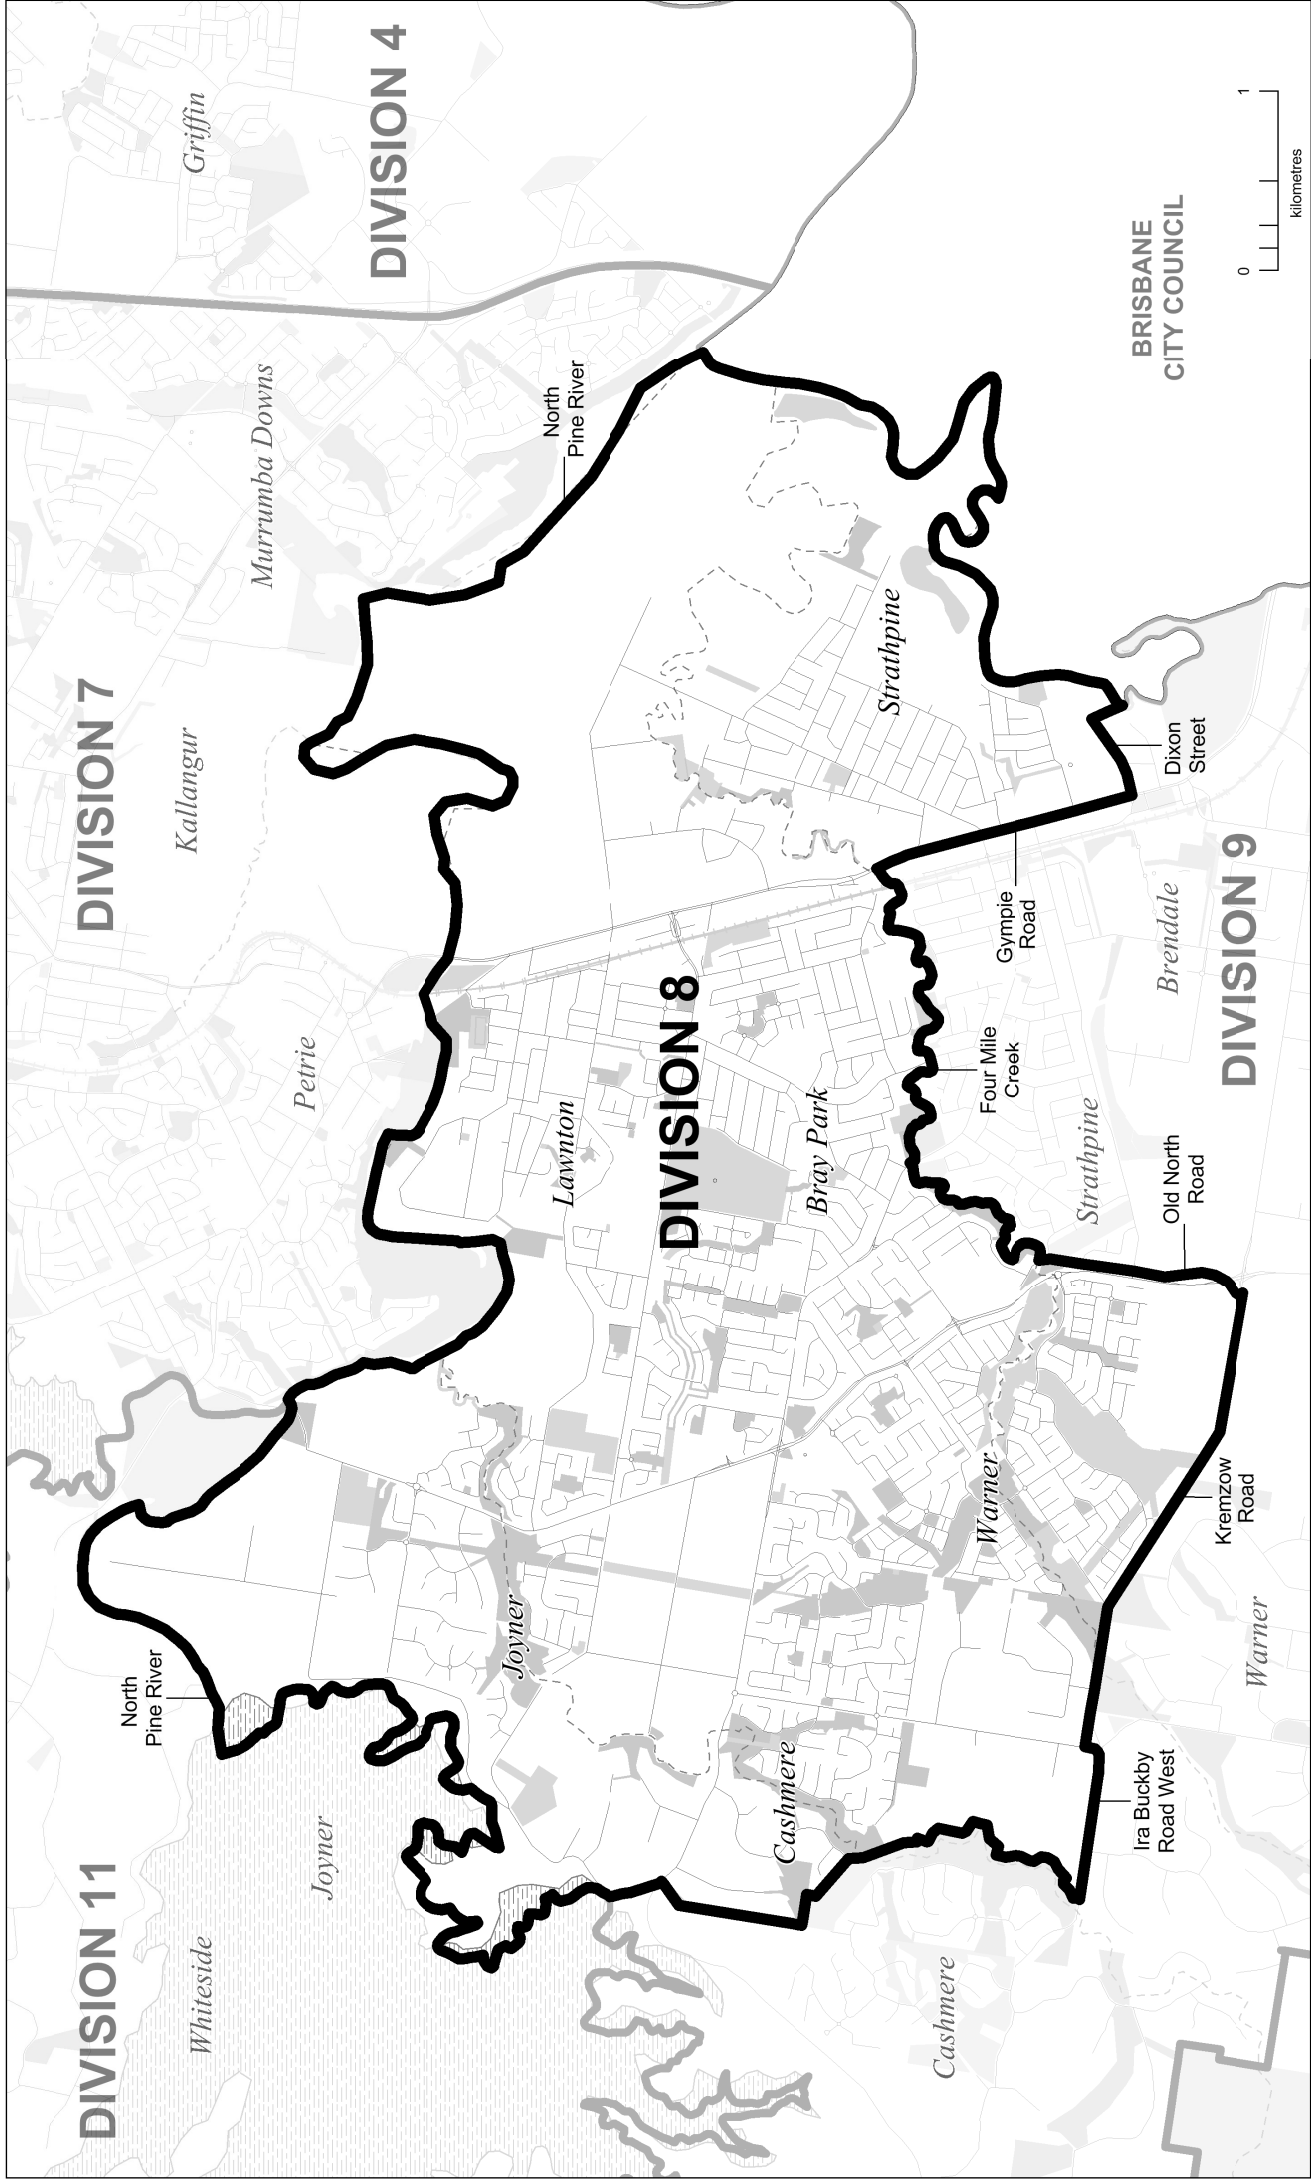 DIVISION 11
DIVISION 7
DIVISION 4
Whiteside
Joyner
North
Pine River
Petrie
Kallangur
Murrumba Downs
Griffin
North
Pine River
Joyner
Lawnton
DIVISION 8
Cashmere
Bray Park
Strathpine
Cashmere
Warner
Four Mile
Creek
Gympie
Road
Strathpine
Brendale
Dixon
Street
BRISBANE
CITY COUNCIL
Ira Buckby
Road West
Kremzow
Road
Old North
Road
Warner
DIVISION 9
0
1
kilometres